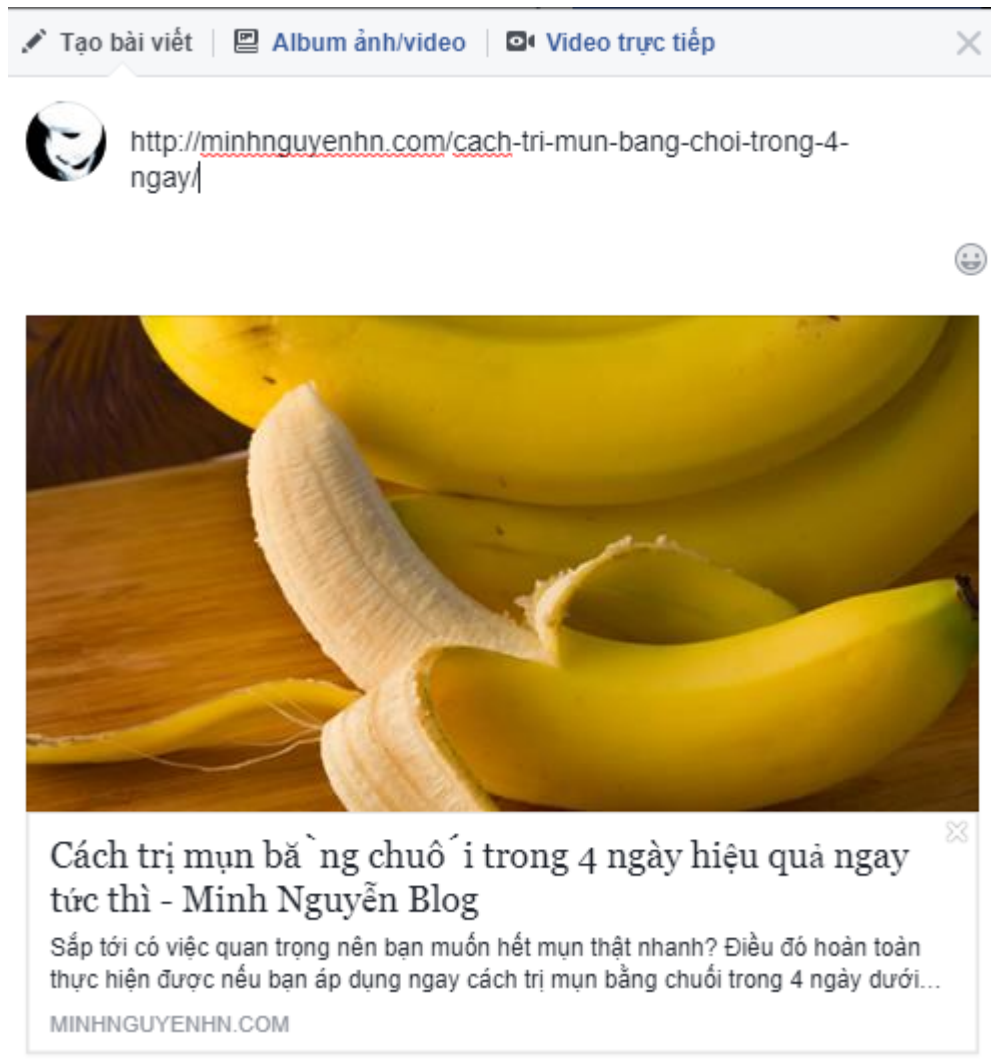 Tạo bài viết | Album ảnh/video | Video trực tiếp
http://minhnguyenhn.com/cach-tri-mun-bang-choi-trong-4-
ngay/
Cách trị mụn bằng chuối trong 4 ngày hiệu quả ngay
tức thì - Minh Nguyễn Blog
Sắp tới có việc quan trọng nên bạn muốn hết mụn thật nhanh? Điều đó hoàn toàn
thực hiện được nếu bạn áp dụng ngay cách trị mụn bằng chuối trong 4 ngày dưới...
MINHNGUYENHN.COM